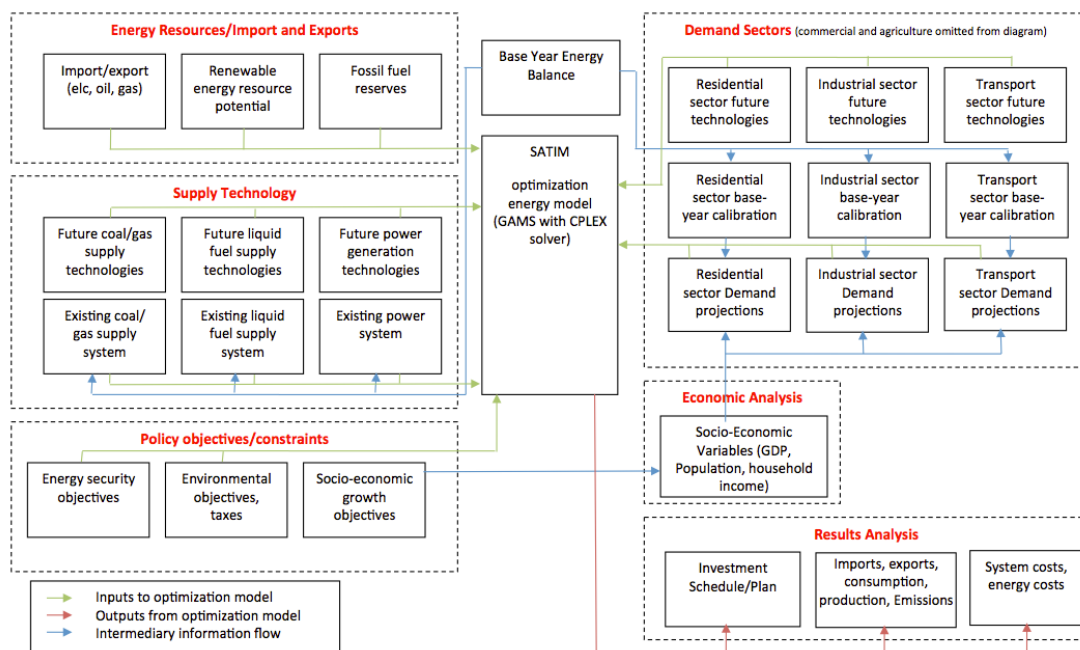 Energy Resources/Import and Exports
Import/export
(elc, oil, gas)
Renewable
energy resource
potential
Fossil fuel
reserves
Supply Technology
Future coal/gas
supply
technologies
Future liquid
fuel supply
technologies
Future power
generation
technologies
Existing coal/
gas supply
system
Existing liquid
fuel supply
system
Existing power
system
Policy objectives/constraints
Energy security
objectives
Environmental
objectives,
taxes
Socio-economic
growth
objectives
Inputs to optimization model
Outputs from optimization model
Intermediary information flow
Base Year Energy
Balance
SATIM
optimization
energy model
(GAMS with CPLEX
solver)
Demand Sectors (commercial and agriculture omitted from diagram)
Residential
sector future
technologies
Industrial sector
future
technologies
Transport
sector future
technologies
Residential
sector base-
year calibration
Industrial sector
base-year
calibration
Transport
sector base-
year calibration
Residential
sector Demand
projections
Industrial sector
Demand
projections
Transport
sector Demand
projections
Economic Analysis
Socio-Economic
Variables (GDP,
Population, household
income)
Results Analysis
Investment
Schedule/Plan
Imports, exports,
consumption,
production, Emissions
System costs,
energy costs